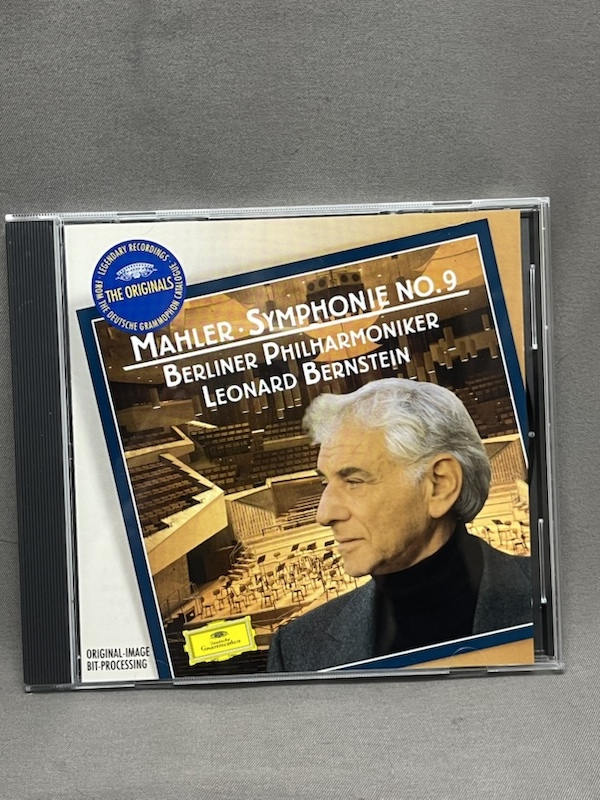 · LEGENDARY RECORDINGS ·
THE ORIGINALS
FROM THE DEUTSCHE GRAMMOPHON CATALOGUE
MAHLER · SYMPHONIE NO. 9
BERLINER PHILHARMONIKER
LEONARD BERNSTEIN
Deutsche
Grammophon
ORIGINAL-IMAGE
BIT-PROCESSING